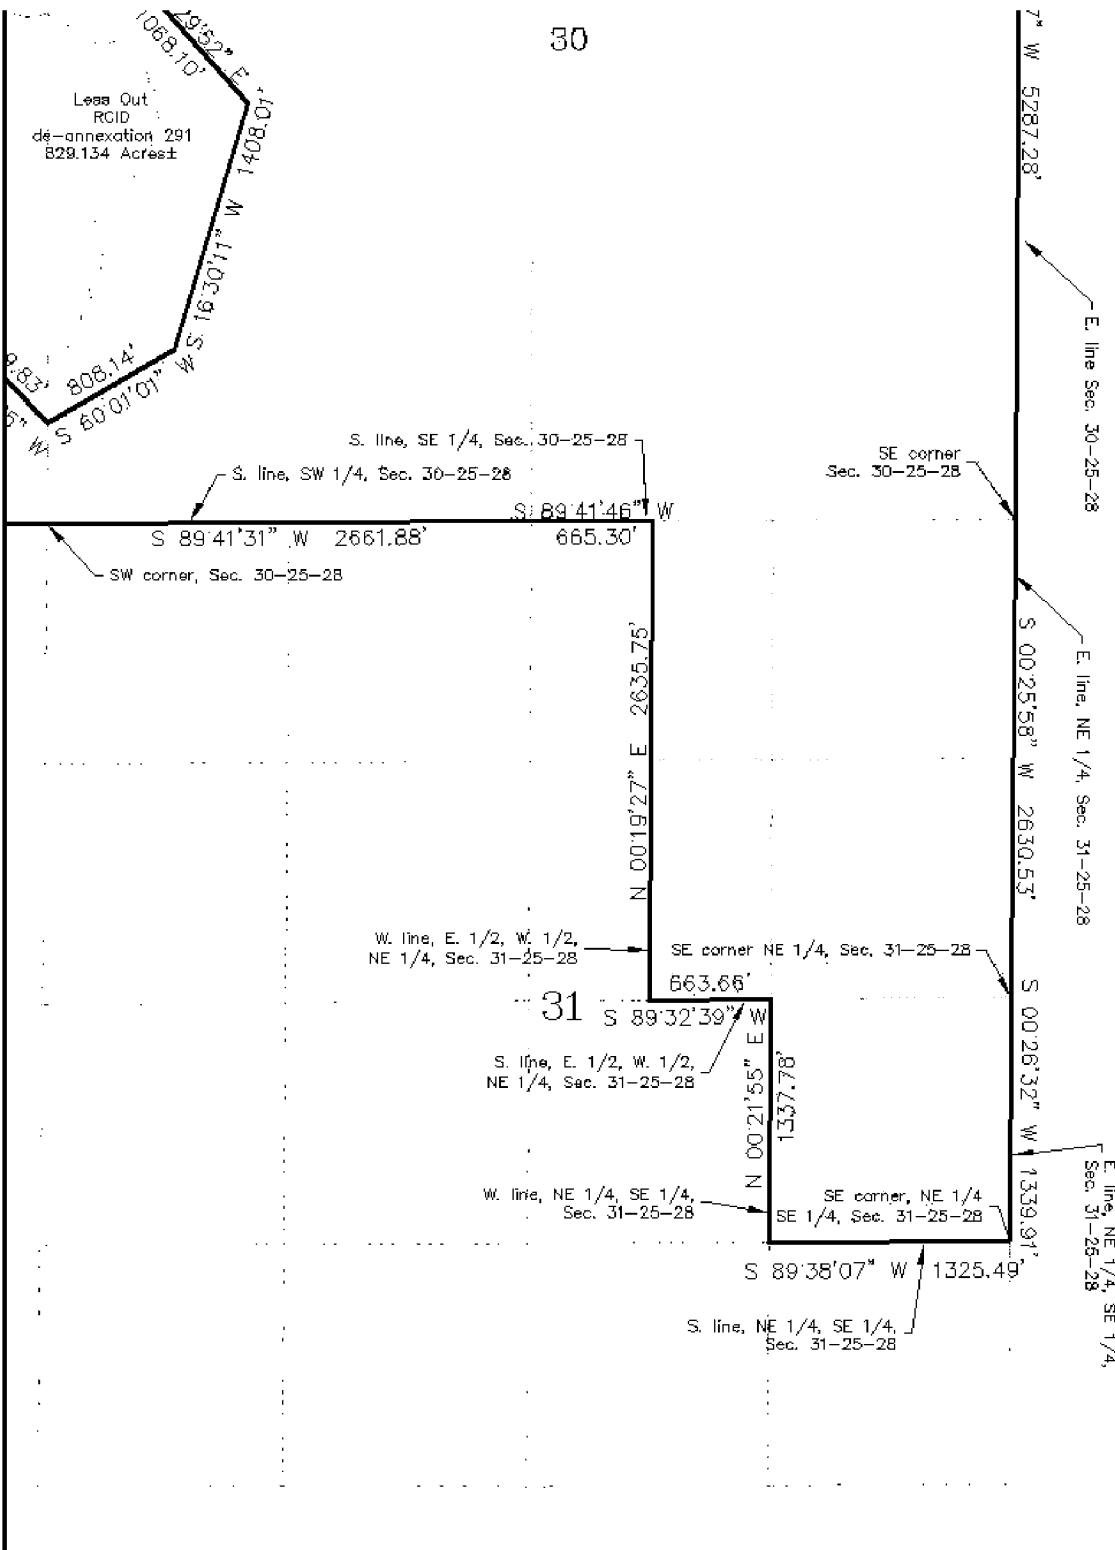 30
29'52" E
1068.10'
Less Out
RCID
de-annexation 291
829.134 Acres±
S 16°30'11" W 1408.01'
7" W 5287.28'
E. line Sec. 30-25-28
9.83'
808.14'
S 60°01'01" W
5" W
S. line, SE 1/4, Sec. 30-25-28
S. line, SW 1/4, Sec. 30-25-28
SE corner
Sec. 30-25-28
S 89°41'46" W
665.30'
S 89°41'31" W 2661.88'
SW corner, Sec. 30-25-28
N 00°19'27" E 2635.75'
S 00°25'58" W 2630.53'
E. line, NE 1/4, Sec. 31-25-28
W. line, E. 1/2, W. 1/2,
NE 1/4, Sec. 31-25-28
SE corner NE 1/4, Sec. 31-25-28
663.66'
31
S 89°32'39" W
S. line, E. 1/2, W. 1/2,
NE 1/4, Sec. 31-25-28
N 00°21'55" E
1337.78'
S 00°26'32" W 1339.91'
W. line, NE 1/4, SE 1/4,
Sec. 31-25-28
SE corner, NE 1/4
SE 1/4, Sec. 31-25-28
E. line, NE 1/4, SE 1/4,
Sec. 31-25-28
S 89°38'07" W 1325.49'
S. line, NE 1/4, SE 1/4,
Sec. 31-25-28